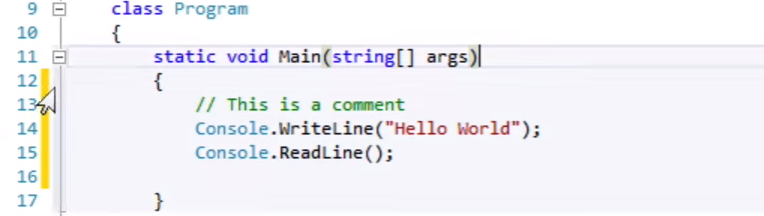 9 class Program
10 {
11 static void Main(string[] args)
12 {
13 // This is a comment
14 Console.WriteLine("Hello World");
15 Console.ReadLine();
16
17 }